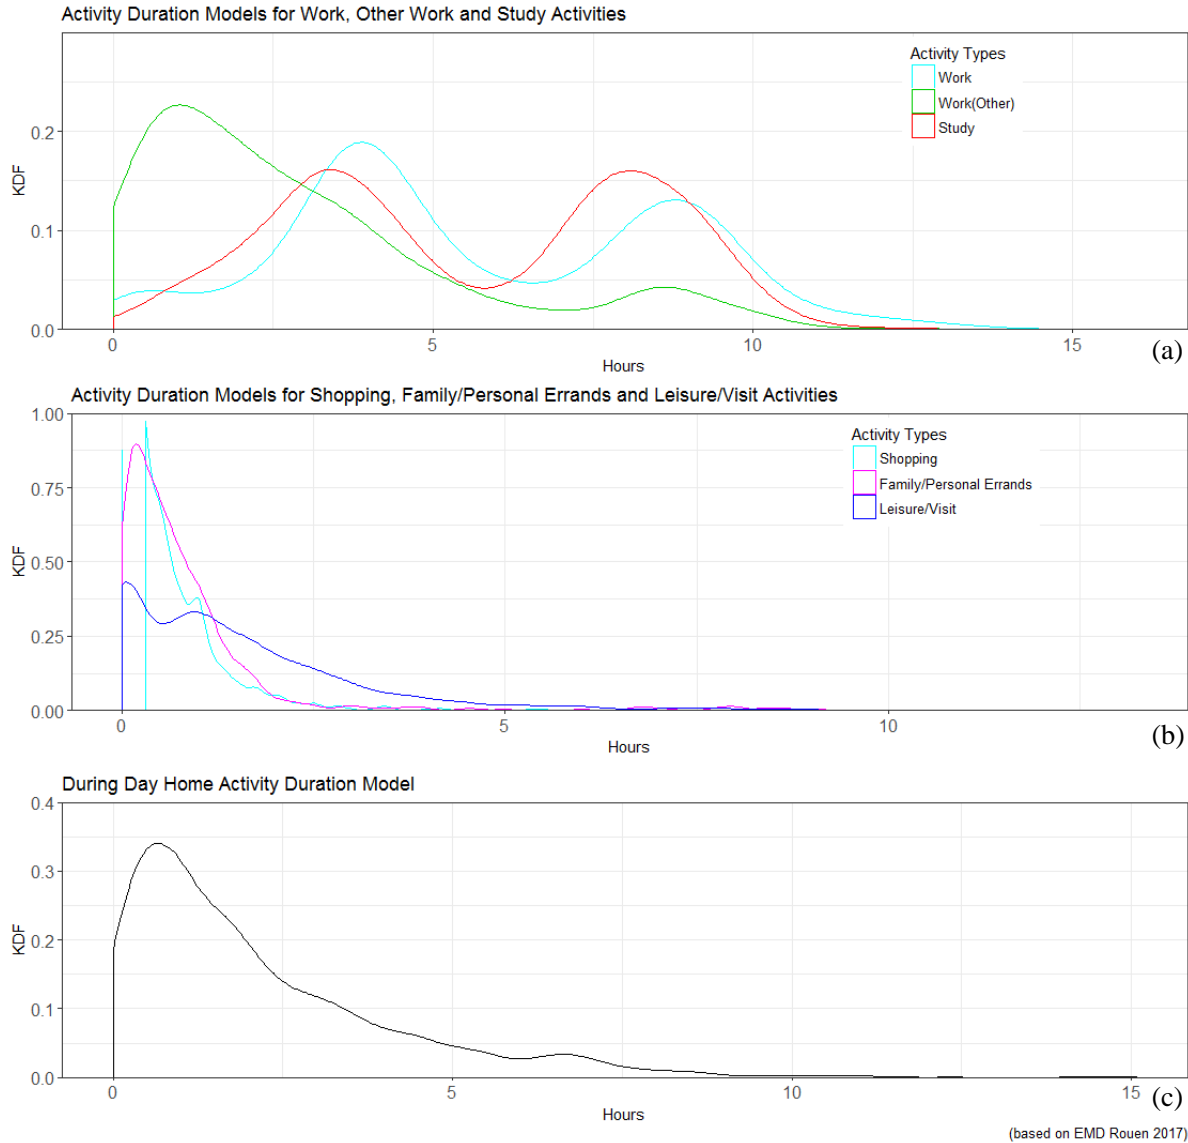 Activity Duration Models for Work, Other Work and Study Activities
Activity Types
Work
Work(Other)
Study
KDF
0.2
0.1
0.0
0
5
10
15
Hours
(a)
Activity Duration Models for Shopping, Family/Personal Errands and Leisure/Visit Activities
Activity Types
Shopping
Family/Personal Errands
Leisure/Visit
KDF
1.00
0.75
0.50
0.25
0.00
0
5
10
Hours
(b)
During Day Home Activity Duration Model
KDF
0.4
0.3
0.2
0.1
0.0
0
5
10
15
Hours
(c)
(based on EMD Rouen 2017)